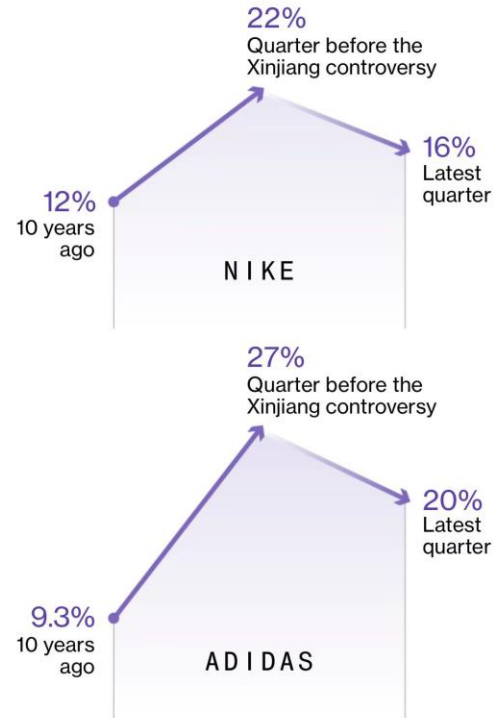 22%
Quarter before the
Xinjiang controversy
16%
Latest
quarter
12%
10 years
ago
NIKE
27%
Quarter before the
Xinjiang controversy
20%
Latest
quarter
9.3%
10 years
ago
ADIDAS